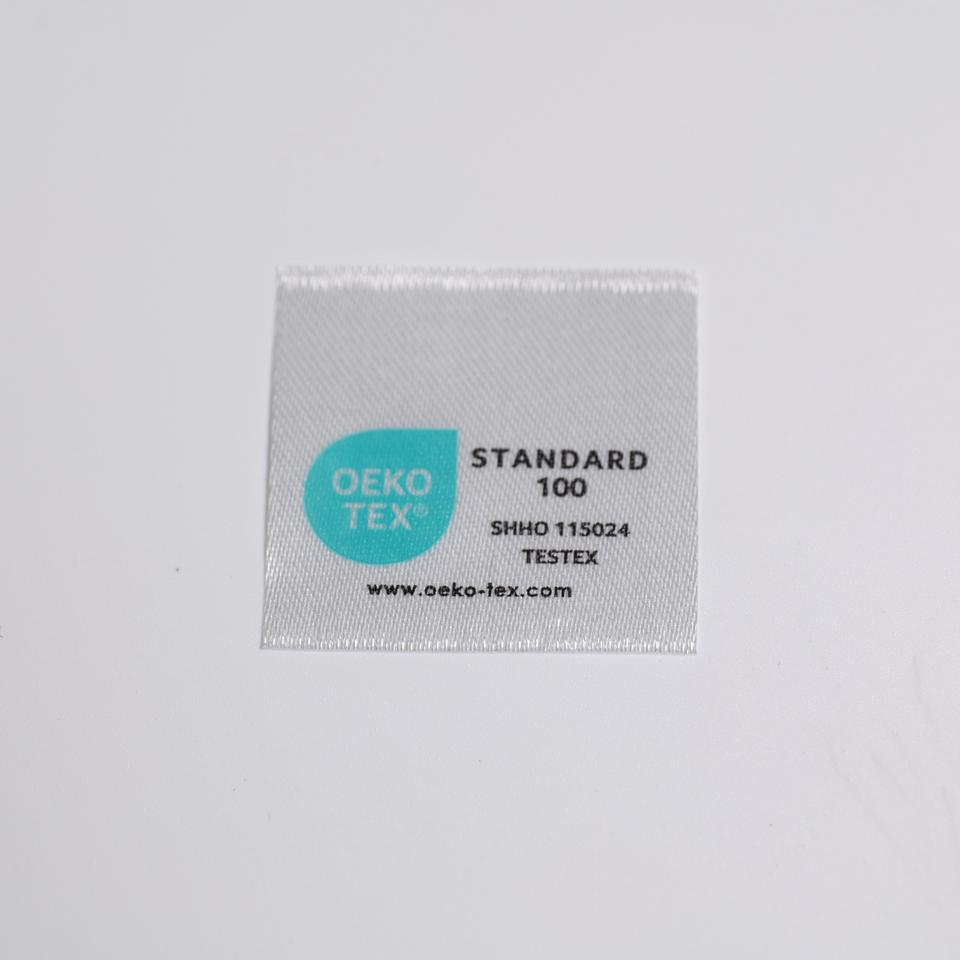 OEKO
TEX®
STANDARD
100
SHHO 115024
TESTEX
www.oeko-tex.com